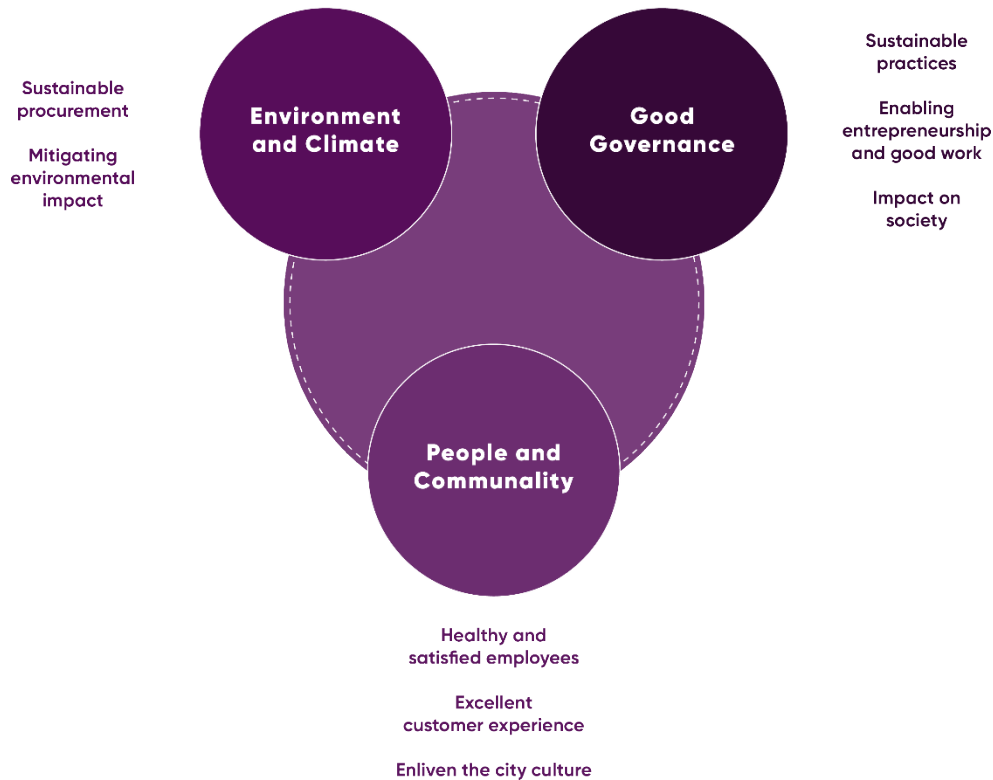 Sustainable
procurement
Mitigating
environmental
impact
Environment
and Climate
Good
Governance
Sustainable
practices
Enabling
entrepreneurship
and good work
Impact on
society
People and
Communality
Healthy and
satisfied employees
Excellent
customer experience
Enliven the city culture